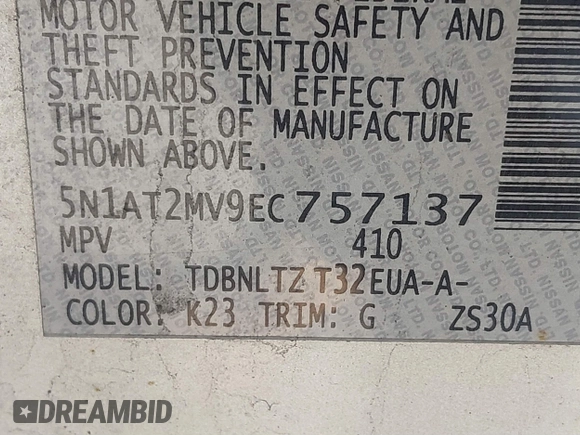 MOTOR VEHICLE SAFETY AND
THEFT PREVENTION
STANDARDS IN EFFECT ON
THE DATE OF MANUFACTURE
SHOWN ABOVE.
5N1AT2MV9EC757137
MPV 410
MODEL: TDBNLTZ T32EUA-A-
COLOR: K23 TRIM: G ZS30A
DREAMBID